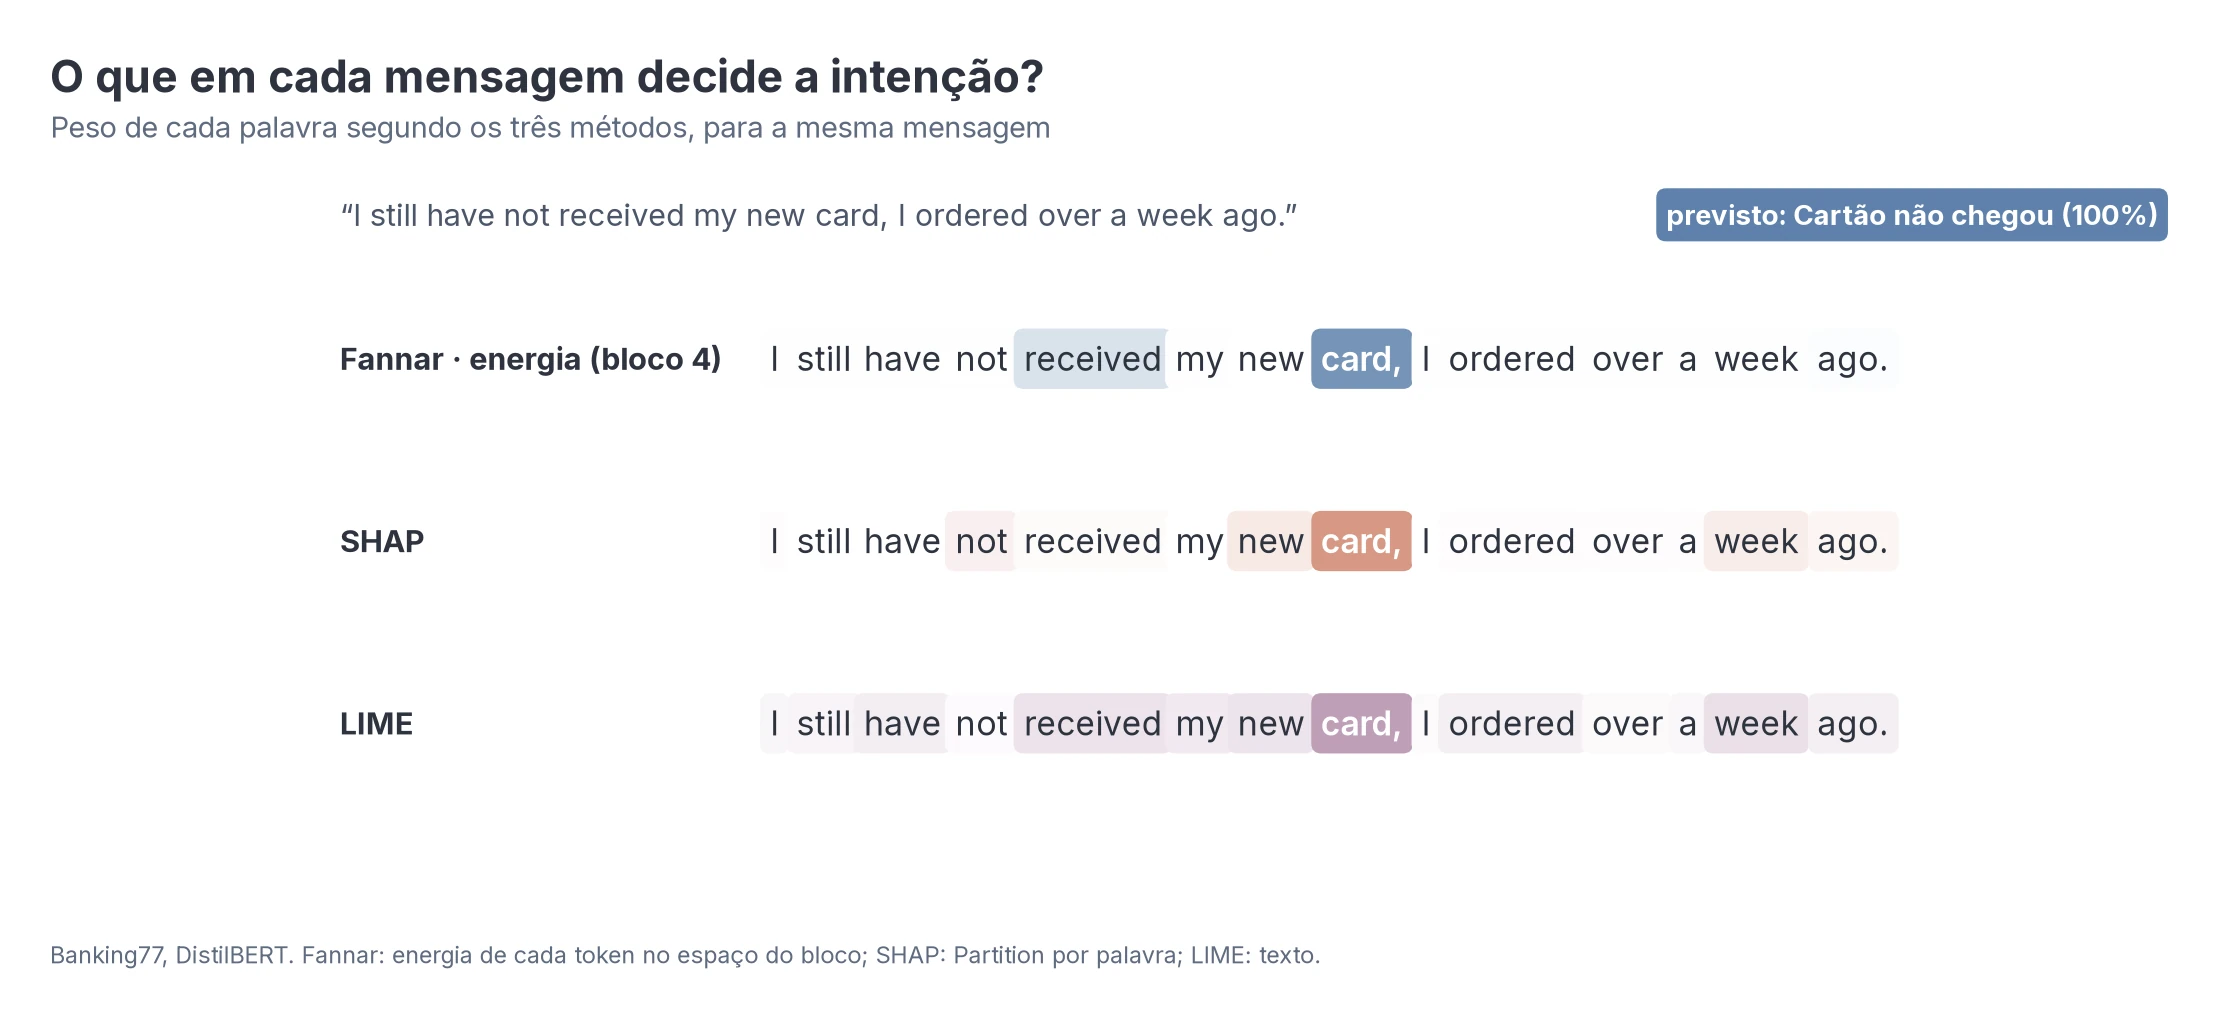 O que em cada mensagem decide a intenção?
Peso de cada palavra segundo os três métodos, para a mesma mensagem
“I still have not received my new card, I ordered over a week ago.”
previsto: Cartão não chegou (100%)
Fannar · energia (bloco 4) I still have not received my new card, I ordered over a week ago.
SHAP I still have not received my new card, I ordered over a week ago.
LIME I still have not received my new card, I ordered over a week ago.
Banking77, DistilBERT. Fannar: energia de cada token no espaço do bloco; SHAP: Partition por palavra; LIME: texto.